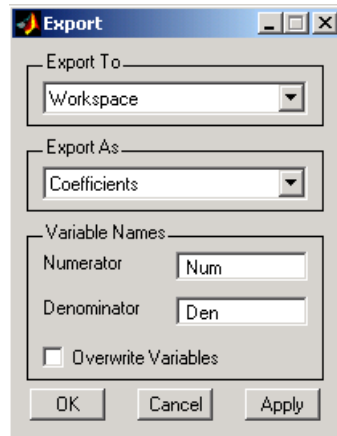 Export
Export To
Workspace
Export As
Coefficients
Variable Names
Numerator Num
Denominator Den
Overwrite Variables
OK Cancel Apply